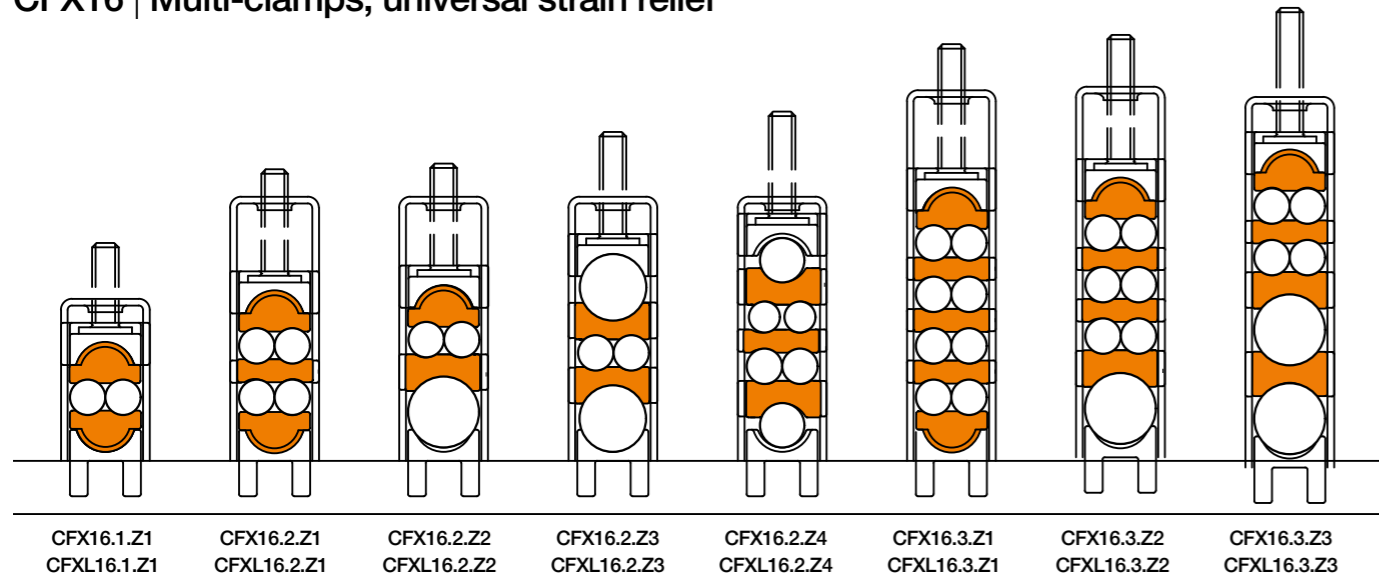 CFX16 | Multi-clamps, universal strain relief
CFX16.1.Z1 CFX16.2.Z1 CFX16.2.Z2 CFX16.2.Z3 CFX16.2.Z4 CFX16.3.Z1 CFX16.3.Z2 CFX16.3.Z3
CFXL16.1.Z1 CFXL16.2.Z1 CFXL16.2.Z2 CFXL16.2.Z3 CFXL16.2.Z4 CFXL16.3.Z1 CFXL16.3.Z2 CFXL16.3.Z3